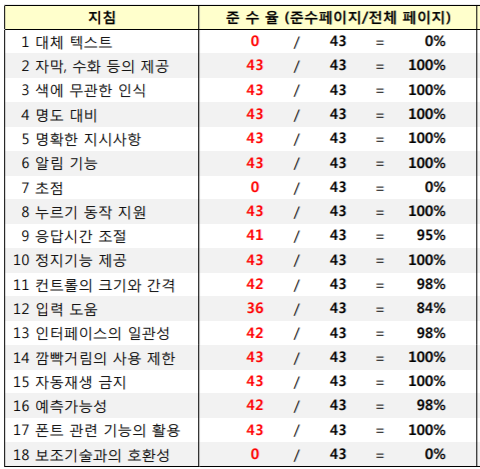 지침 준 수 율 (준수페이지/전체 페이지)
1 대체 텍스트 0 / 43 = 0%
2 자막, 수화 등의 제공 43 / 43 = 100%
3 색에 무관한 인식 43 / 43 = 100%
4 명도 대비 43 / 43 = 100%
5 명확한 지시사항 43 / 43 = 100%
6 알림 기능 43 / 43 = 100%
7 초점 0 / 43 = 0%
8 누르기 동작 지원 43 / 43 = 100%
9 응답시간 조절 41 / 43 = 95%
10 정지기능 제공 43 / 43 = 100%
11 컨트롤의 크기와 간격 42 / 43 = 98%
12 입력 도움 36 / 43 = 84%
13 인터페이스의 일관성 42 / 43 = 98%
14 깜빡거림의 사용 제한 43 / 43 = 100%
15 자동재생 금지 43 / 43 = 100%
16 예측가능성 42 / 43 = 98%
17 폰트 관련 기능의 활용 43 / 43 = 100%
18 보조기술과의 호환성 0 / 43 = 0%